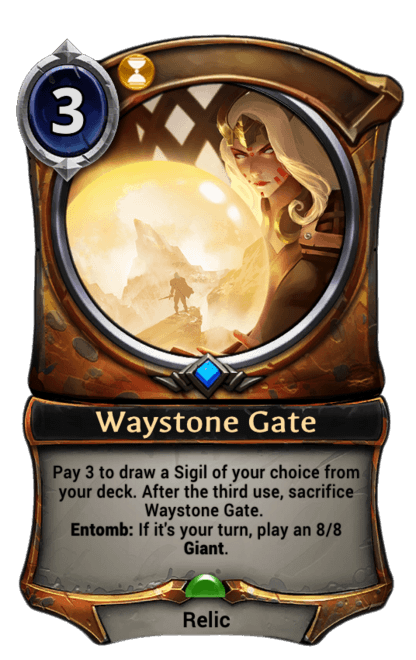 3
Waystone Gate
Pay 3 to draw a Sigil of your choice from
your deck. After the third use, sacrifice
Waystone Gate.
Entomb: If it's your turn, play an 8/8
Giant.
Relic